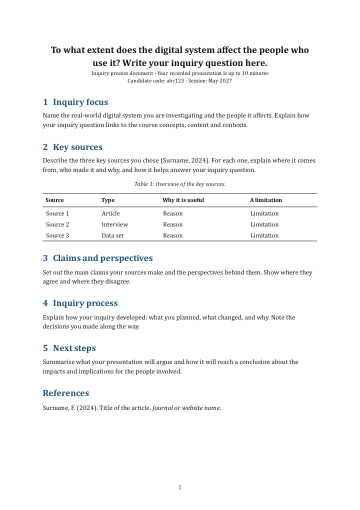 To what extent does the digital system affect the people who
use it? Write your inquiry question here.
Inquiry process document · Your recorded presentation is up to 10 minutes
Candidate code: abc123 · Session: May 2027
1 Inquiry focus
Name the real-world digital system you are investigating and the people it affects. Explain how
your inquiry question links to the course concepts, content and contexts.
2 Key sources
Describe the three key sources you chose (Surname, 2024). For each one, explain where it comes
from, who made it and why, and how it helps answer your inquiry question.
Table 1: Overview of the key sources.
Source Type Why it is useful A limitation
Source 1 Article Reason Limitation
Source 2 Interview Reason Limitation
Source 3 Data set Reason Limitation
3 Claims and perspectives
Set out the main claims your sources make and the perspectives behind them. Show where they
agree and where they disagree.
4 Inquiry process
Explain how your inquiry developed: what you planned, what changed, and why. Note the
decisions you made along the way.
5 Next steps
Summarise what your presentation will argue and how it will reach a conclusion about the
impacts and implications for the people involved.
References
Surname, F. (2024). Title of the article. Journal or website name.
1